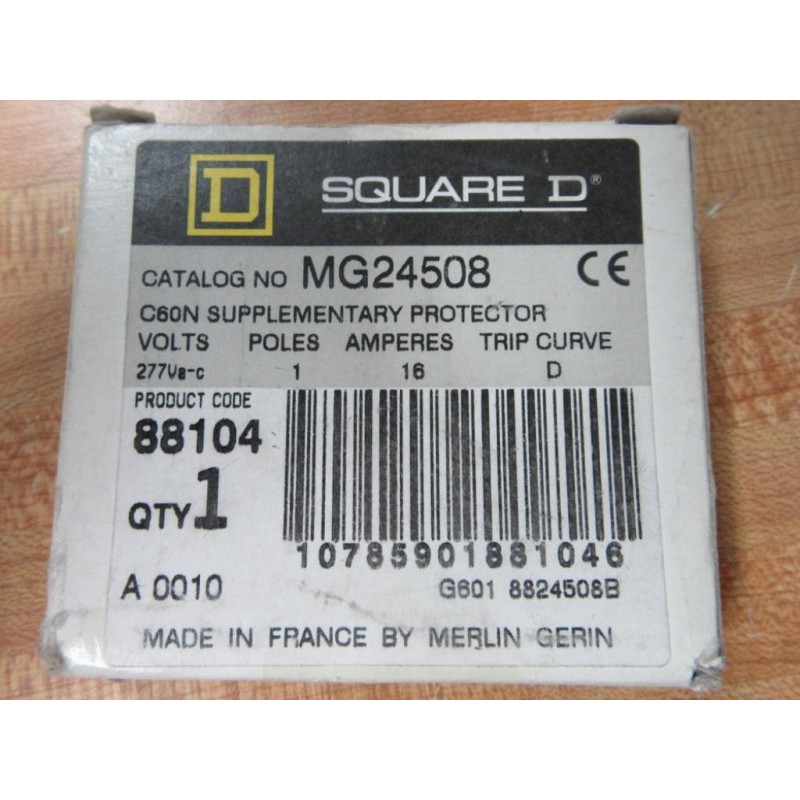 D SQUARE D®
CATALOG NO MG24508 CE
C60N SUPPLEMENTARY PROTECTOR
VOLTS POLES AMPERES TRIP CURVE
277Va-c 1 16 D
PRODUCT CODE
88104
QTY 1
10785901881046
A 0010 G601 8824508B
MADE IN FRANCE BY MERLIN GERIN